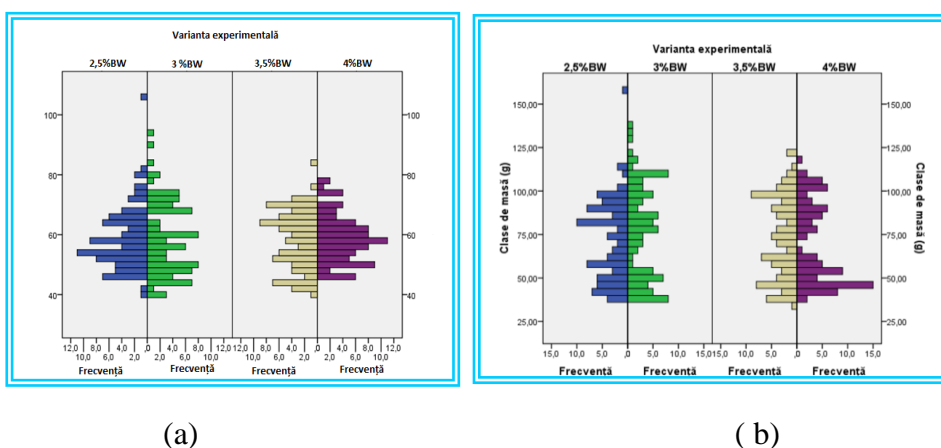 Varianta experimentală
2,5%BW 3 %BW 3,5%BW 4%BW
100 100
80 80
60 60
40 40
12,0 8,0 4,0 ,0 4,0 8,0 12,0 8,0 4,0 ,0 4,0 8,0 12,0
10,0 6,0 2,0 2,0 6,0 10,0 10,0 6,0 2,0 2,0 6,0 10,0
Frecvență Frecvență Frecvență Frecvență
(a)
Varianta experimentală
2,5%BW 3%BW 3,5%BW 4%BW
150,00 150,00
125,00 125,00
100,00 100,00
75,00 75,00
50,00 50,00
25,00 25,00
Clase de masă (g)
Clase de masă (g)
15,0 10,0 5,0 ,0 5,0 10,0 15,0 10,0 5,0 ,0 5,0 10,0 15,0
Frecvență Frecvență Frecvență Frecvență
( b)